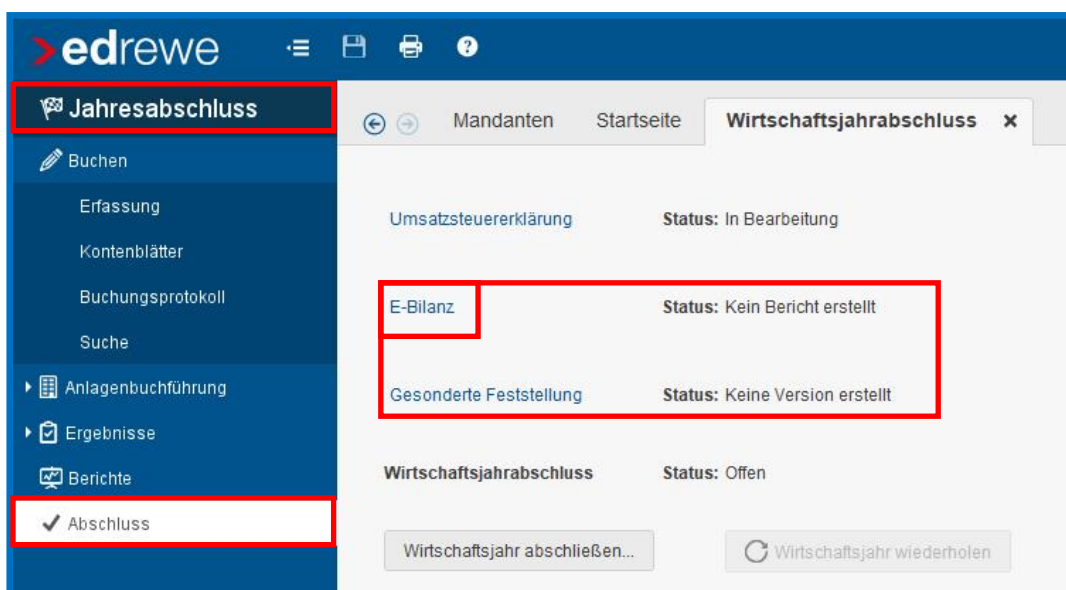 edrewe
Jahresabschluss
Mandanten Startseite Wirtschaftsjahrabschluss
Buchen
Erfassung
Umsatzsteuererklärung Status: In Bearbeitung
Kontenblätter
Buchungsprotokoll
E-Bilanz Status: Kein Bericht erstellt
Suche
Anlagenbuchführung
Gesonderte Feststellung Status: Keine Version erstellt
Ergebnisse
Berichte
Wirtschaftsjahrabschluss Status: Offen
Abschluss
Wirtschaftsjahr abschließen... Wirtschaftsjahr wiederholen